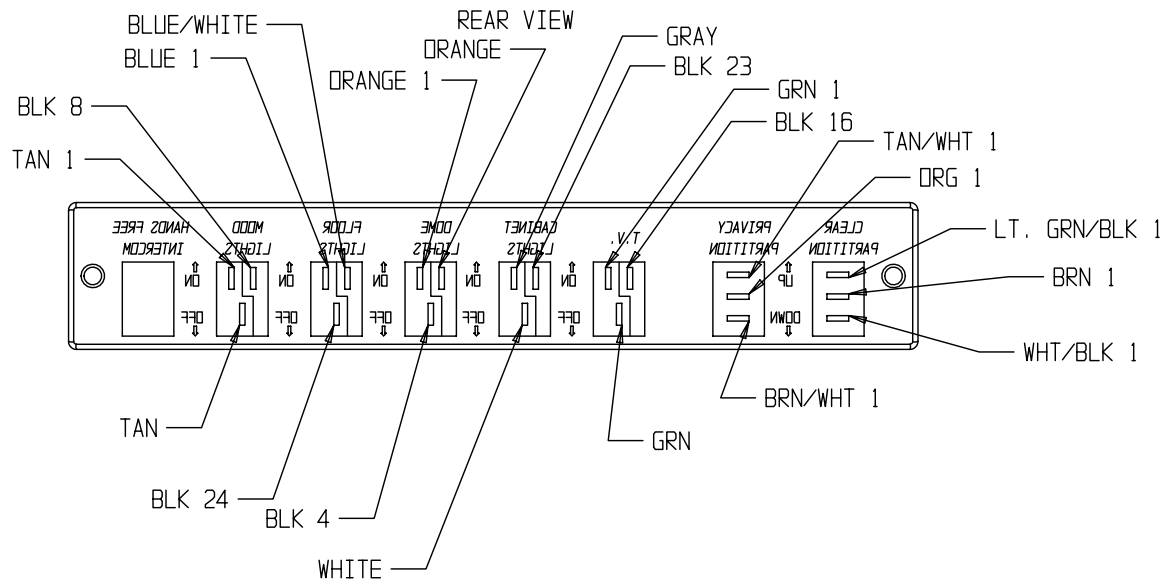 REAR VIEW
BLUE/WHITE
BLUE 1
ORANGE
ORANGE 1
GRAY
BLK 23
GRN 1
BLK 16
BLK 8
TAN 1
TAN/WHT 1
ORG 1
LT. GRN/BLK 1
BRN 1
WHT/BLK 1
HANDS FREE
INTERCOM
MOOD
LIGHTS
FLOOR
LIGHTS
DOME
LIGHTS
CABINET
LIGHTS
T.V.
PRIVACY
PARTITION
CLEAR
PARTITION
ON
ON
ON
ON
ON
UP
OFF
OFF
OFF
OFF
OFF
DOWN
TAN
BLK 24
BLK 4
WHITE
GRN
BRN/WHT 1